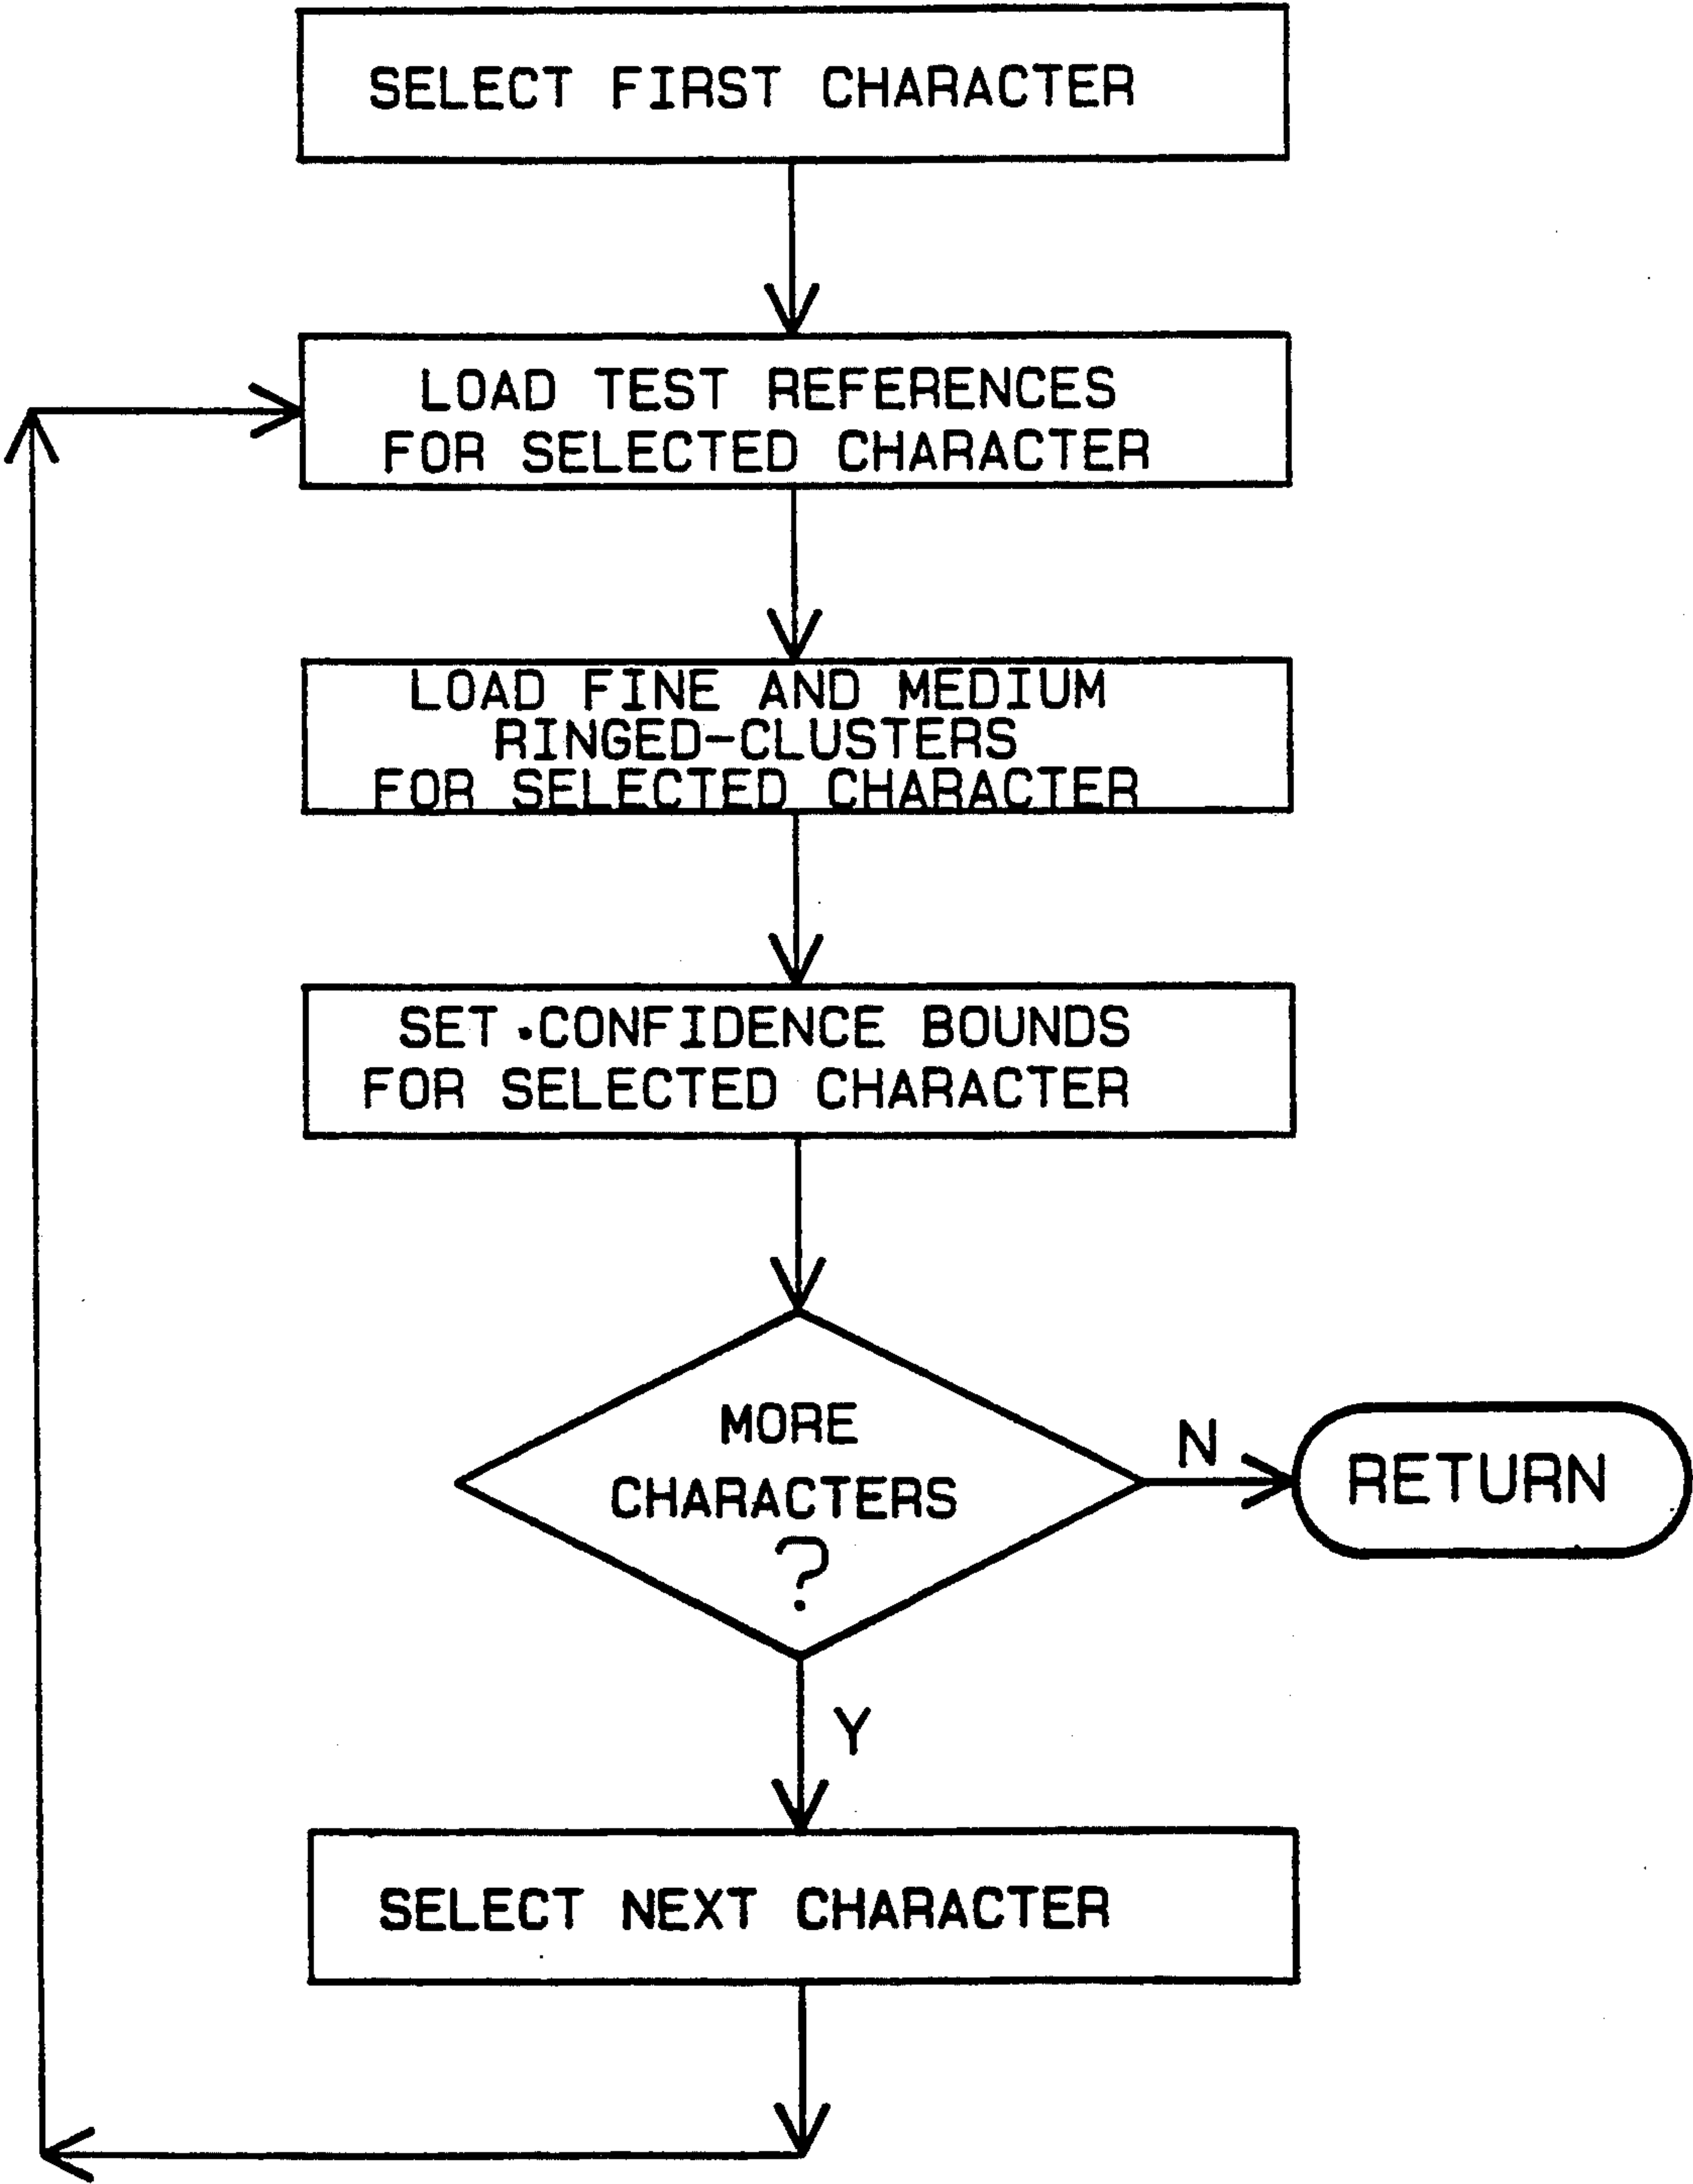 SELECT FIRST CHARACTER
LOAD TEST REFERENCES
FOR SELECTED CHARACTER
LOAD FINE AND MEDIUM
RINGED-CLUSTERS
FOR SELECTED CHARACTER
SET CONFIDENCE BOUNDS
FOR SELECTED CHARACTER
MORE
CHARACTERS
?
N
RETURN
Y
SELECT NEXT CHARACTER